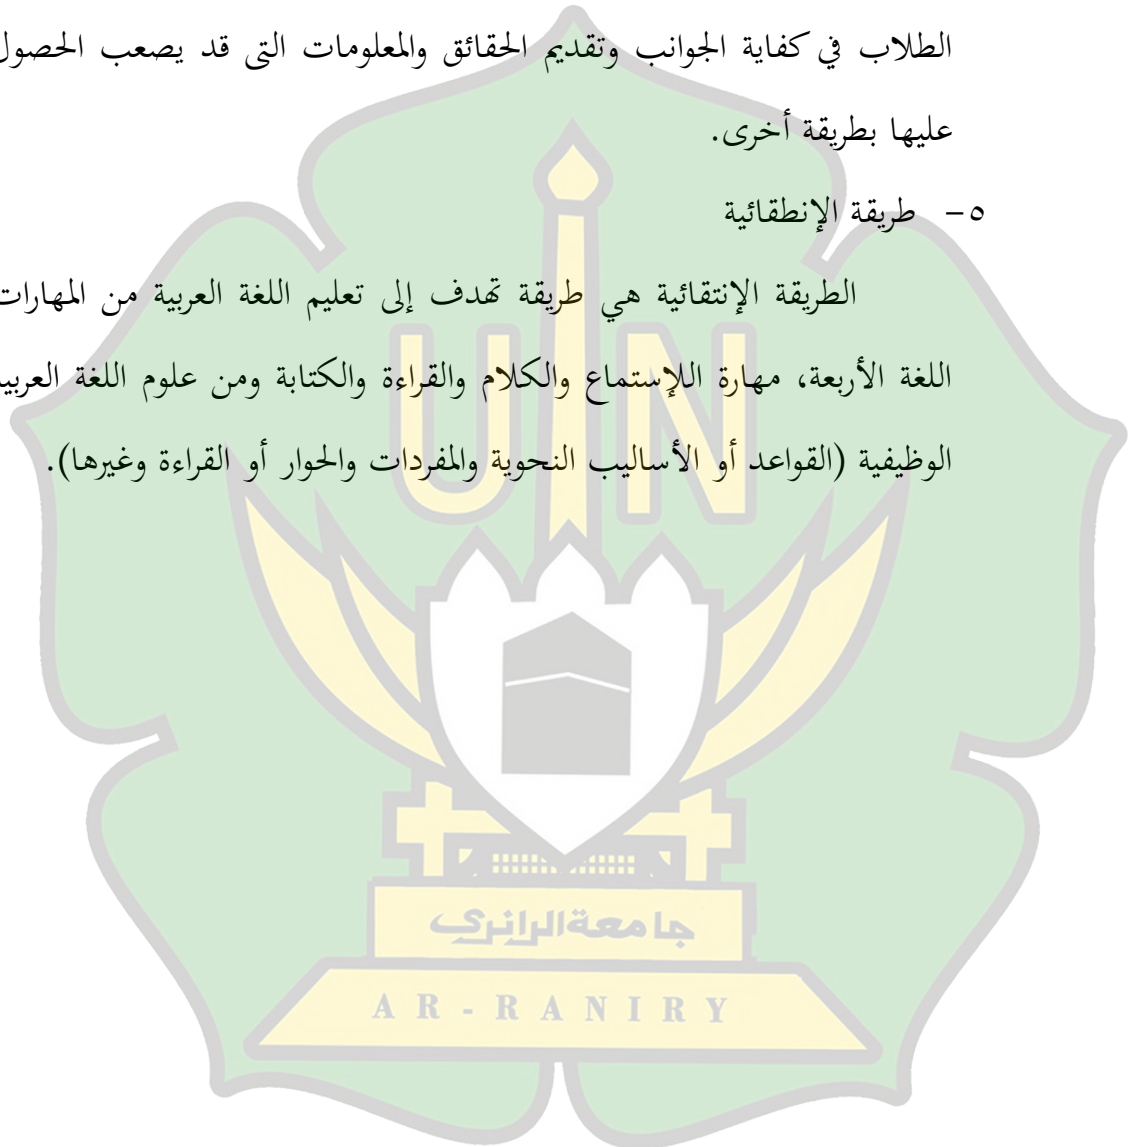 الطلاب في كفاية الجوانب وتقديم الحقائق والمعلومات التى قد يصعب الحصول
عليها بطريقة أخرى.
٥- طريقة الإنطقائية
الطريقة الإنتقائية هي طريقة تهدف إلى تعليم اللغة العربية من المهارات
اللغة الأربعة، مهارة اللإستماع والكلام والقراءة والكتابة ومن علوم اللغة العربية
الوظيفية (القواعد أو الأساليب النحوية والمفردات والحوار أو القراءة وغيرها).
UIN
جامعة الرانري
AR-RANIRY